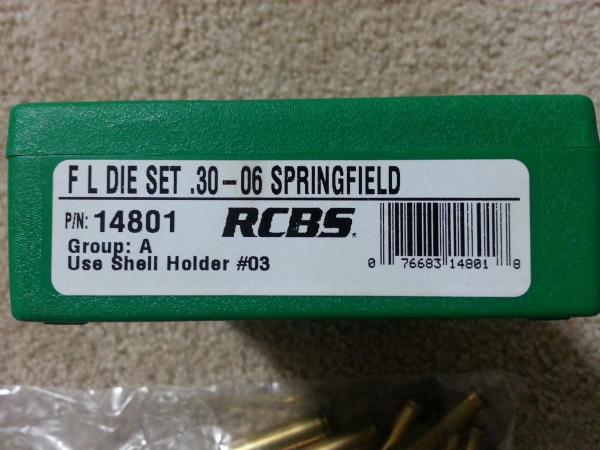 F L DIE SET .30-06 SPRINGFIELD
P/N: 14801
RCBS.
Group: A
Use Shell Holder #03
0 76683 14801 8